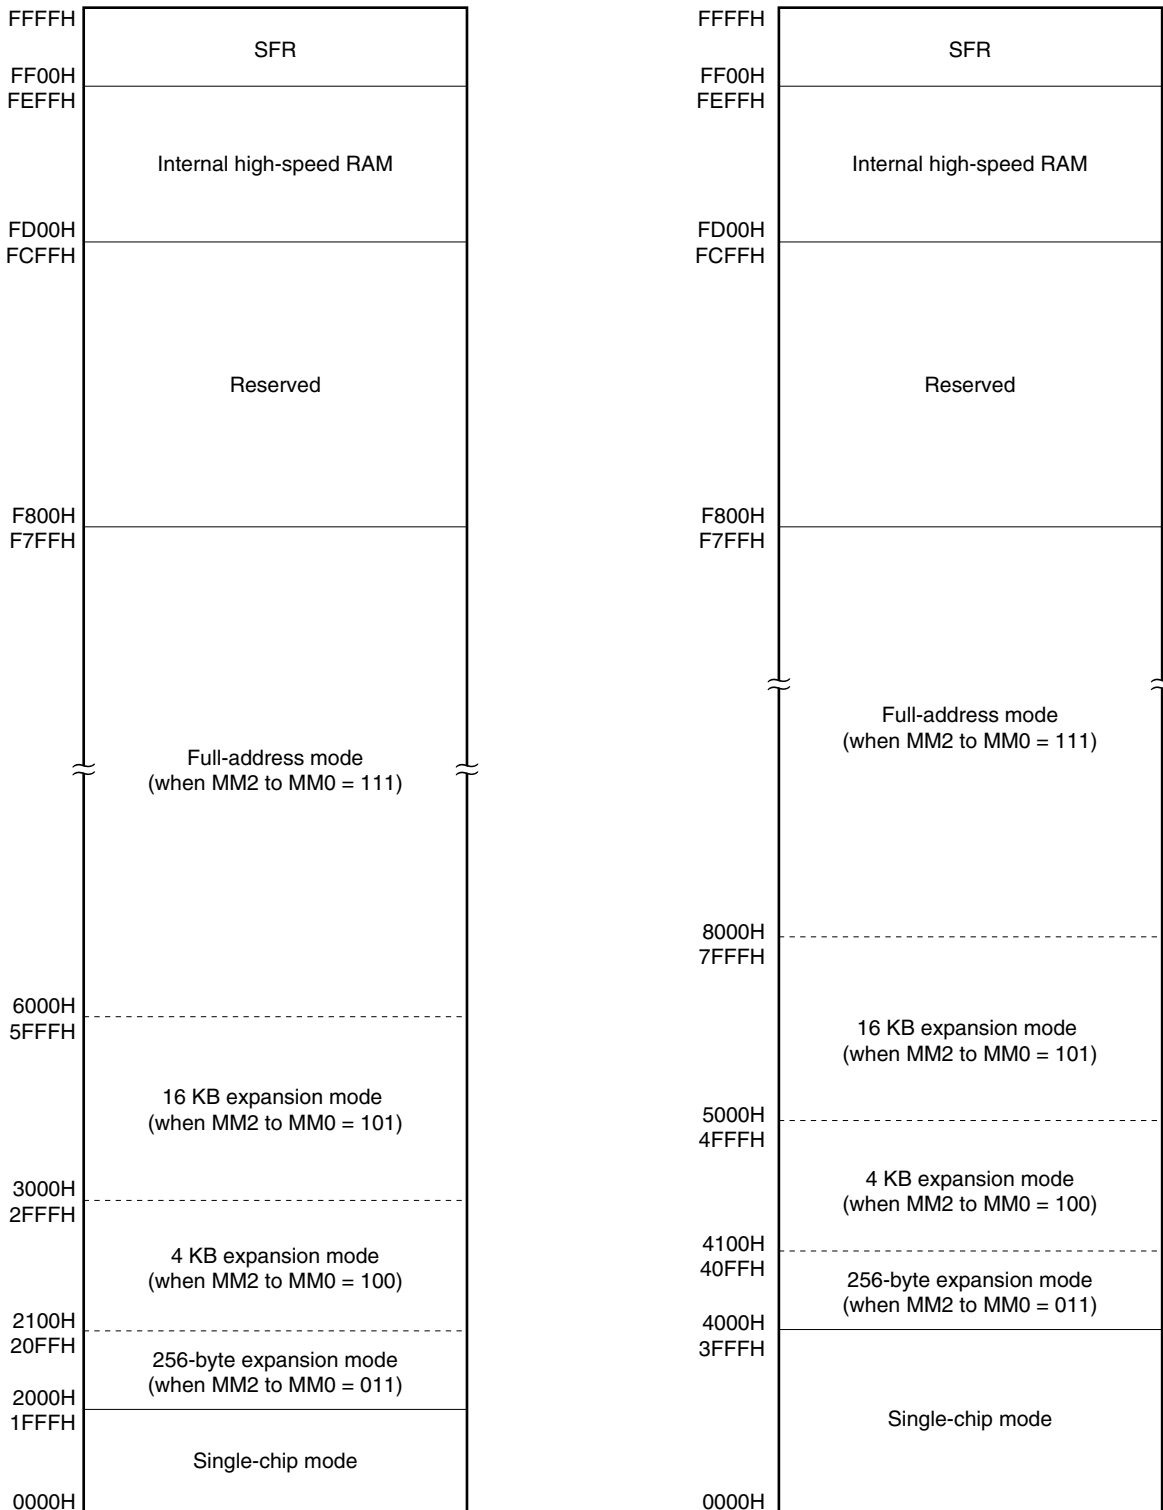 FFFFH
SFR
FF00H
FEFFH
Internal high-speed RAM
FD00H
FCFFH
Reserved
F800H
F7FFH
Full-address mode
(when MM2 to MM0 = 111)
6000H
5FFFH
16 KB expansion mode
(when MM2 to MM0 = 101)
3000H
2FFFH
4 KB expansion mode
(when MM2 to MM0 = 100)
2100H
20FFH
256-byte expansion mode
(when MM2 to MM0 = 011)
2000H
1FFFH
Single-chip mode
0000H
FFFFH
SFR
FF00H
FEFFH
Internal high-speed RAM
FD00H
FCFFH
Reserved
F800H
F7FFH
Full-address mode
(when MM2 to MM0 = 111)
8000H
7FFFH
16 KB expansion mode
(when MM2 to MM0 = 101)
5000H
4FFFH
4 KB expansion mode
(when MM2 to MM0 = 100)
4100H
40FFH
256-byte expansion mode
(when MM2 to MM0 = 011)
4000H
3FFFH
Single-chip mode
0000H